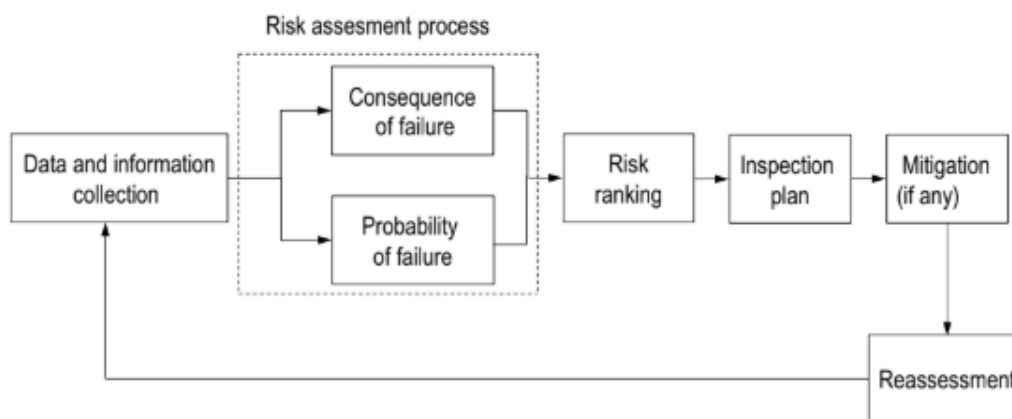 Risk assesment process
Consequence
of failure
Data and information
collection
Probability
of failure
Risk
ranking
Inspection
plan
Mitigation
(if any)
Reassessment